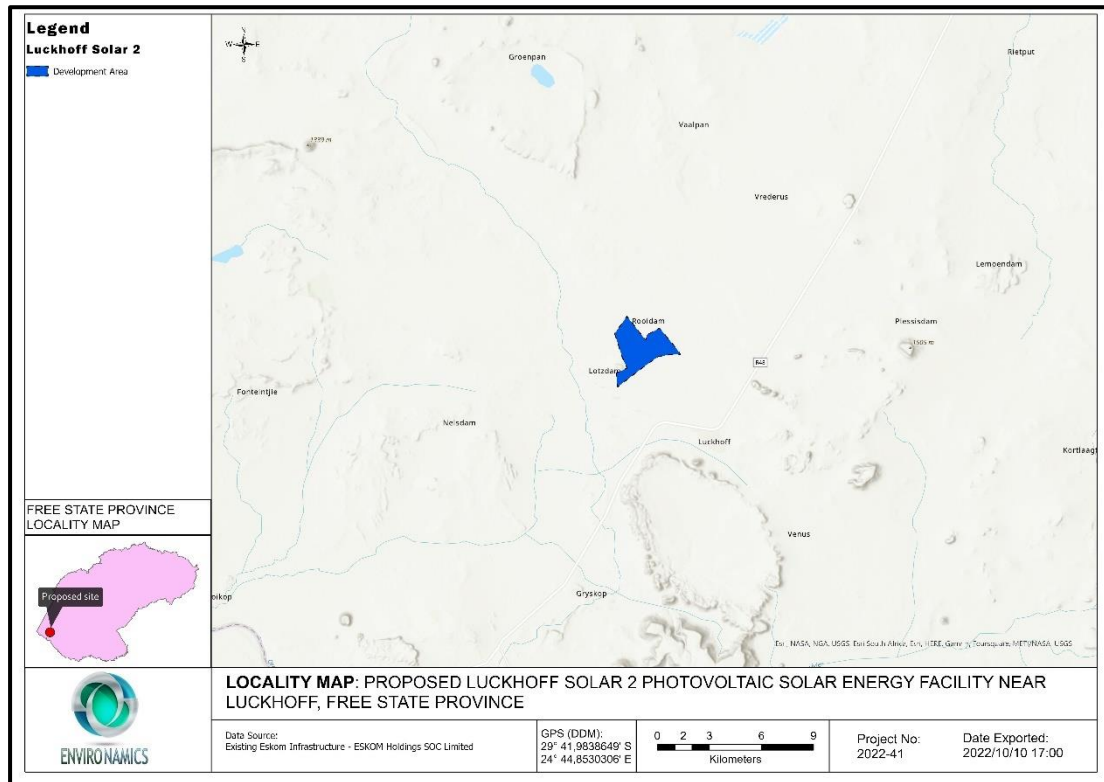 Legend
Luckhoff Solar 2
Development Area
W E
S
Groenpan
Rietput
Vaalpan
Vrederus
Rooidam
Plessisdam
Lotzdam
Fonteintjie
Nelsdam
Luckhoff
Venus
Gryskop
FREE STATE PROVINCE
LOCALITY MAP
Proposed site
LOCALITY MAP: PROPOSED LUCKHOFF SOLAR 2 PHOTOVOLTAIC SOLAR ENERGY FACILITY NEAR
LUCKHOFF, FREE STATE PROVINCE
ENVIRONAMICS
Data Source:
Existing Eskom Infrastructure - ESKOM Holdings SOC Limited
GPS (DDM):
29° 41,9838649' S
24° 44,8530306' E
0 2 3 6 9
Kilometers
Project No:
2022-41
Date Exported:
2022/10/10 17:00